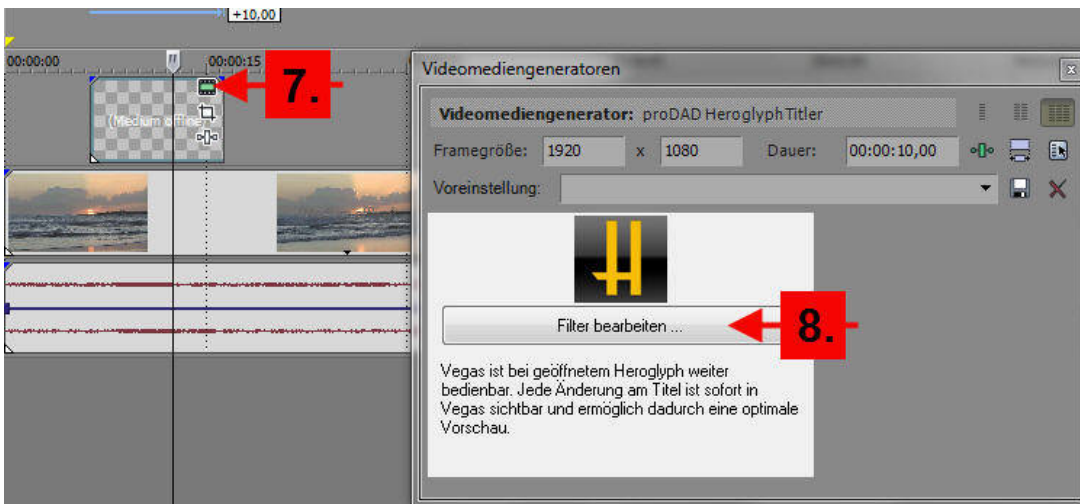 +10,00
00:00:00
00:00:15
7.
(Medium offline)
Videomediengeneratoren
Videomediengenerator: proDAD HeroglyphTitler
Framegröße: 1920 x 1080 Dauer: 00:00:10,00
Voreinstellung:
Filter bearbeiten ...
8.
Vegas ist bei geöffnetem Heroglyph weiter
bedienbar. Jede Änderung am Titel ist sofort in
Vegas sichtbar und ermöglich dadurch eine optimale
Vorschau.